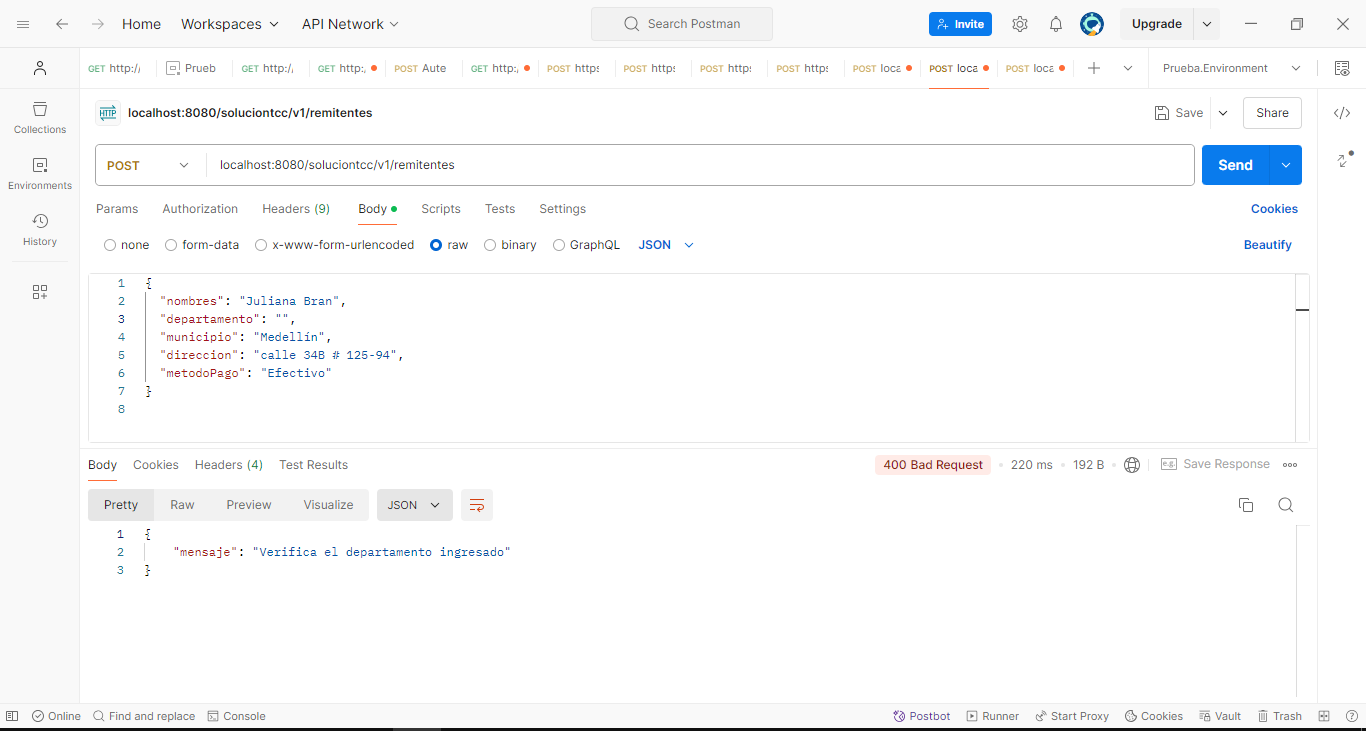 Home Workspaces API Network Search Postman Invite Upgrade
GET http:/ Prueb GET http:/ GET http: POST Aute GET http: POST https POST https POST https POST https POST loca POST loca POST loca Prueba.Environment
HTTP localhost:8080/soluciontcc/v1/remitentes Save Share
Collections
Environments
History
POST localhost:8080/soluciontcc/v1/remitentes Send
Params Authorization Headers (9) Body Scripts Tests Settings Cookies
none form-data x-www-form-urlencoded raw binary GraphQL JSON Beautify
1 {
2 "nombres": "Juliana Bran",
3 "departamento": "",
4 "municipio": "Medellín",
5 "direccion": "calle 34B # 125-94",
6 "metodoPago": "Efectivo"
7 }
8
Body Cookies Headers (4) Test Results 400 Bad Request 220 ms 192 B e.g. Save Response
Pretty Raw Preview Visualize JSON
1 {
2 "mensaje": "Verifica el departamento ingresado"
3 }
Online Find and replace Console Postbot Runner Start Proxy Cookies Vault Trash